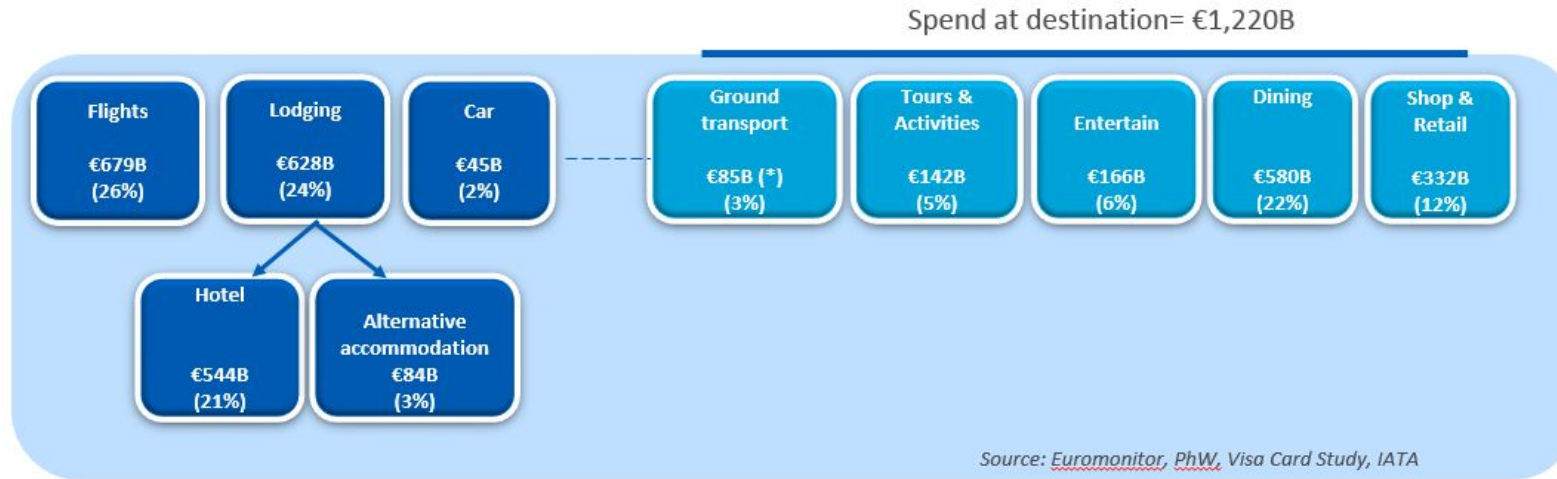 Spend at destination= €1,220B
Flights
€679B
(26%)
Lodging
€628B
(24%)
Car
€45B
(2%)
Ground
transport
€85B (*)
(3%)
Tours &
Activities
€142B
(5%)
Entertain
€166B
(6%)
Dining
€580B
(22%)
Shop &
Retail
€332B
(12%)
Hotel
€544B
(21%)
Alternative
accommodation
€84B
(3%)
Source: Euromonitor, PhW, Visa Card Study, IATA